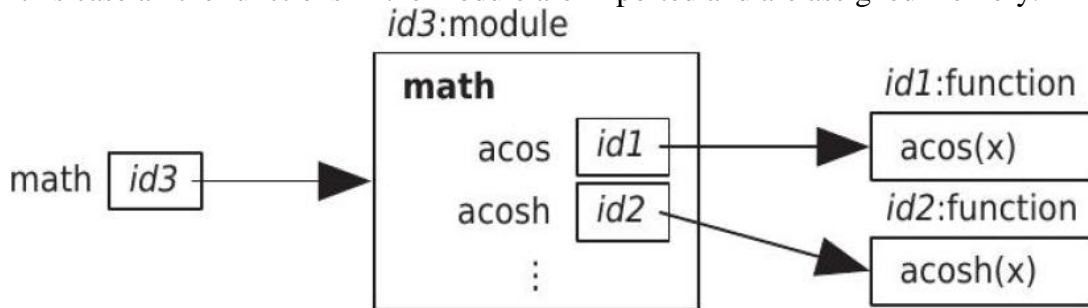 id3:module
math
id1:function
acos id1
acos(x)
math id3
id2:function
acosh id2
acosh(x)
⋮